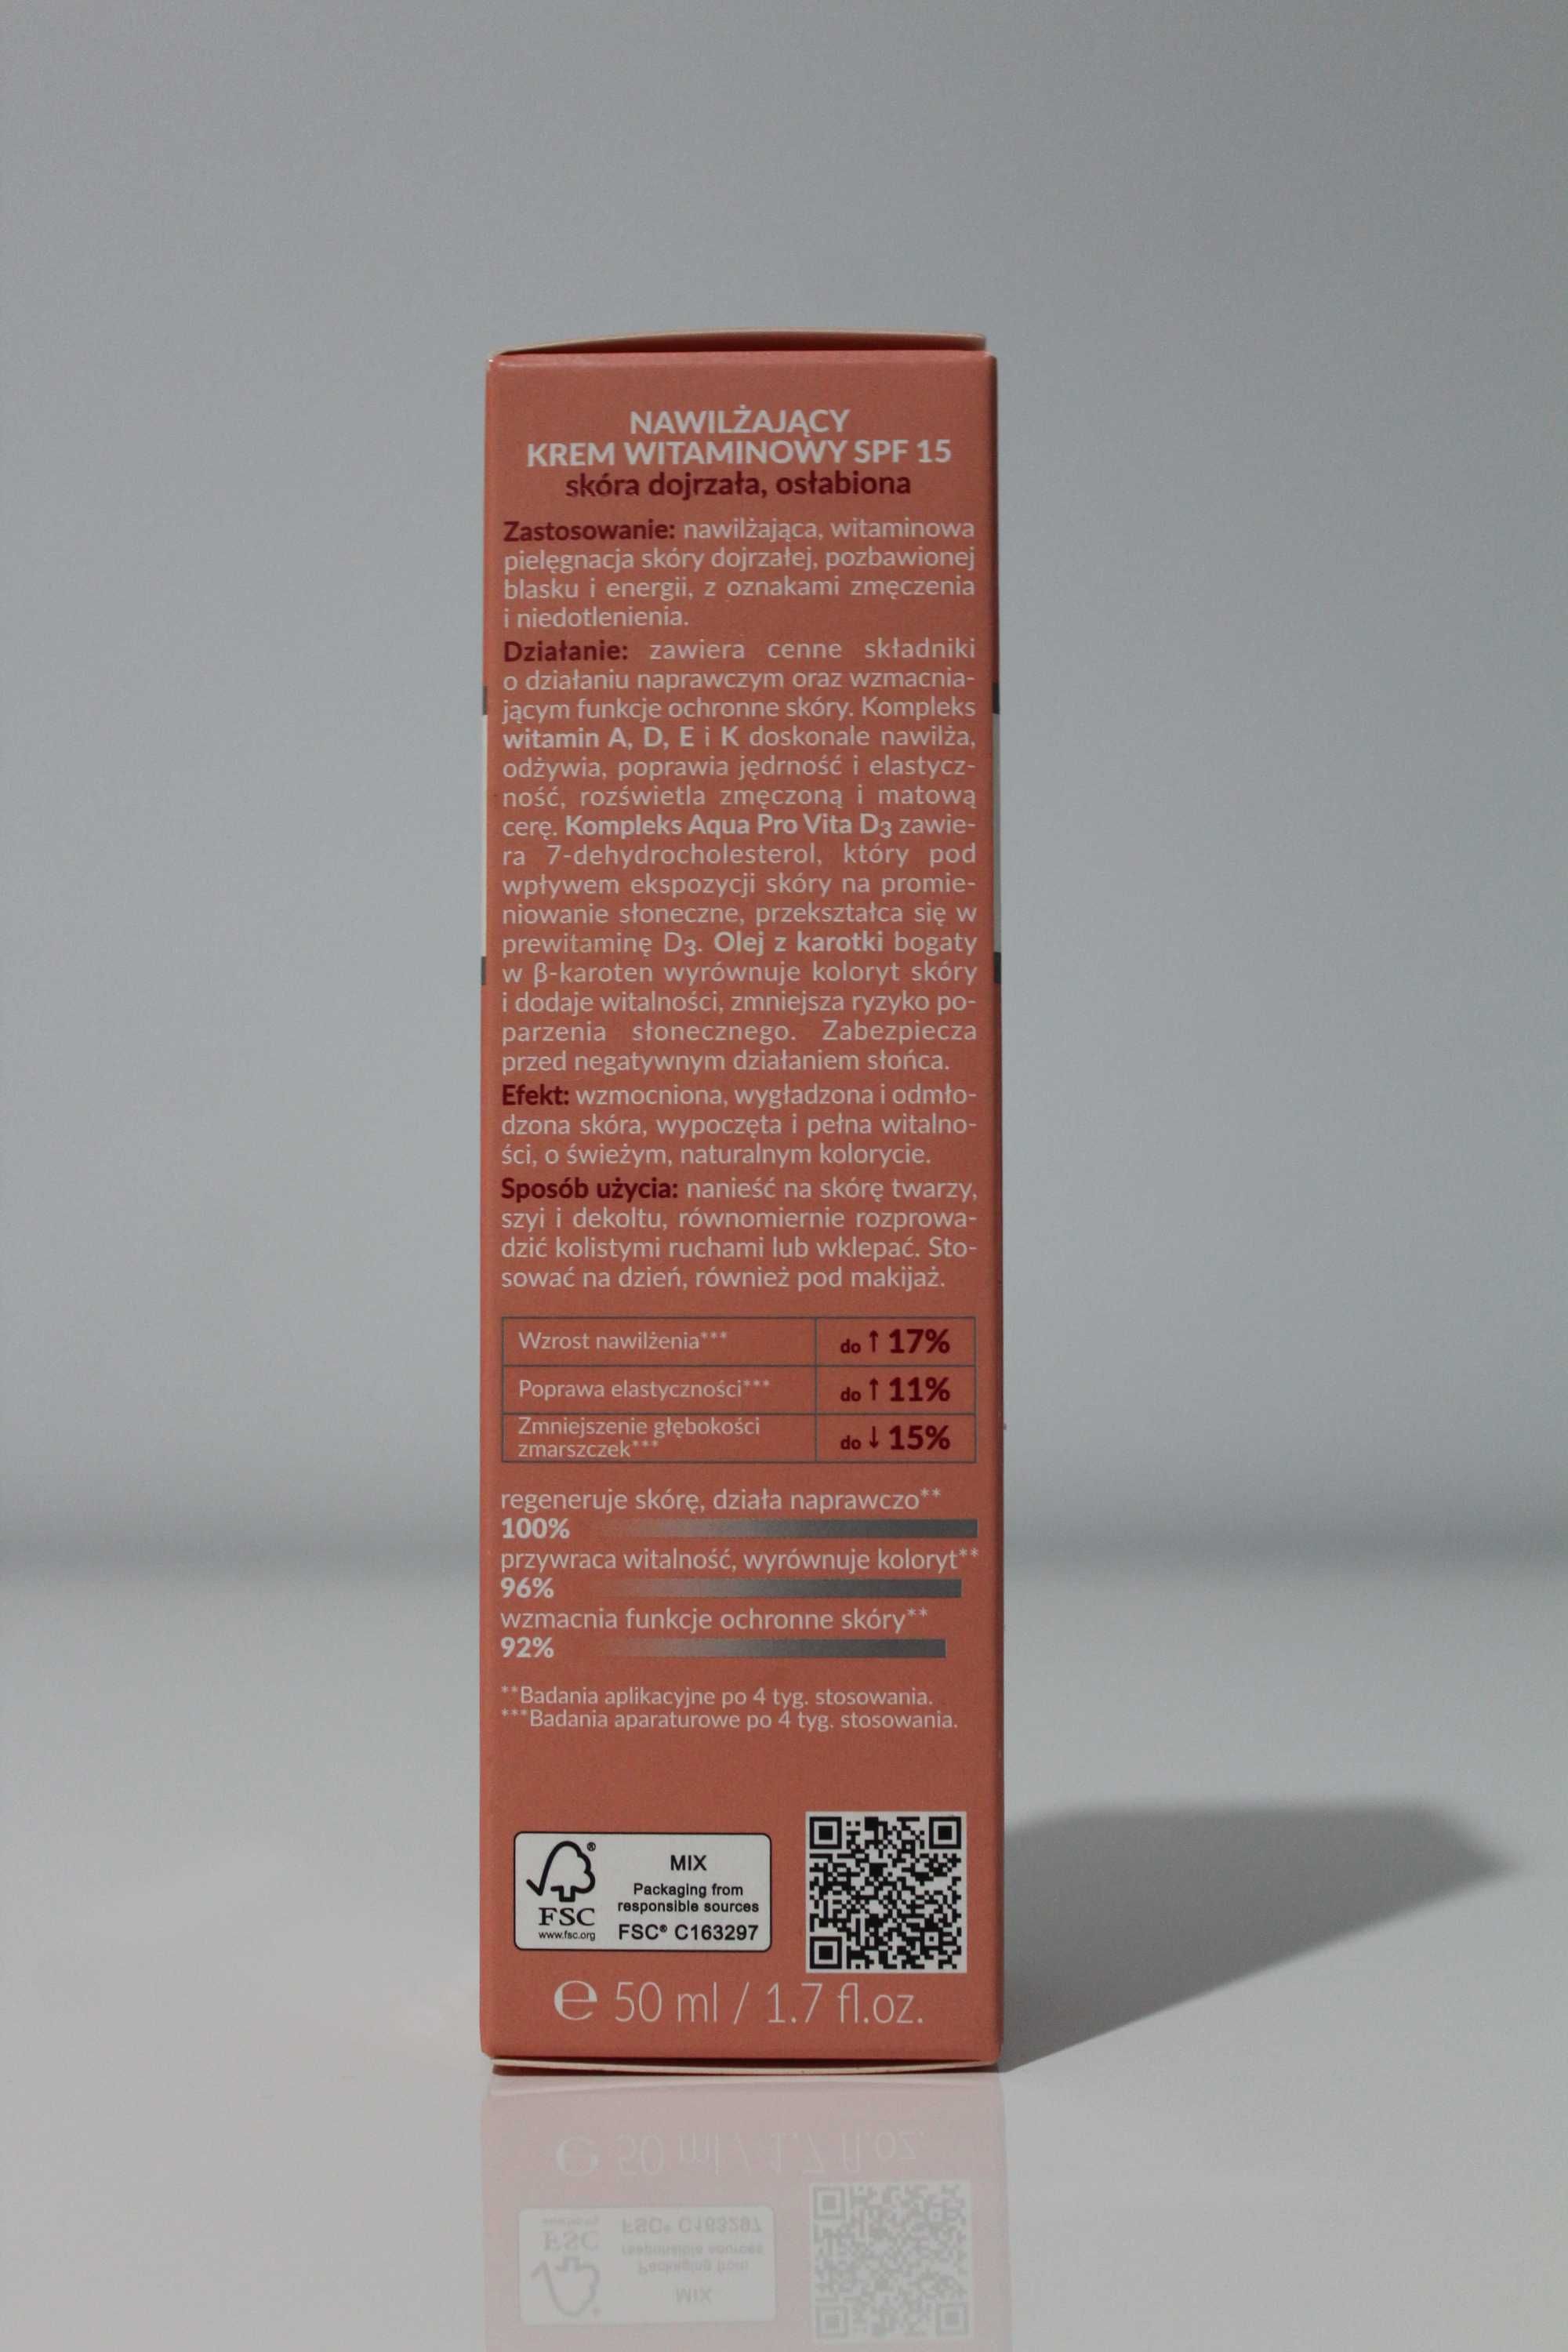 NAWILŻAJĄCY
KREM WITAMINOWY SPF 15
skóra dojrzała, osłabiona
Zastosowanie: nawilżająca, witaminowa
pielęgnacja skóry dojrzałej, pozbawionej
blasku i energii, z oznakami zmęczenia
i niedotlenienia.
Działanie: zawiera cenne składniki
o działaniu naprawczym oraz wzmacnia-
jącym funkcje ochronne skóry. Kompleks
witamin A, D, E i K doskonale nawilża,
odżywia, poprawia jędrność i elastycz-
ność, rozświetla zmęczoną i matową
cerę. Kompleks Aqua Pro Vita D3 zawie-
ra 7-dehydrocholesterol, który pod
wpływem ekspozycji skóry na promie-
niowanie słoneczne, przekształca się w
prewitaminę D3. Olej z karotki bogaty
w β-karoten wyrównuje koloryt skóry
i dodaje witalności, zmniejsza ryzyko po-
parzenia słonecznego. Zabezpiecza
przed negatywnym działaniem słońca.
Efekt: wzmocniona, wygładzona i odmło-
dzona skóra, wypoczęta i pełna witalno-
ści, o świeżym, naturalnym kolorycie.
Sposób użycia: nanieść na skórę twarzy,
szyi i dekoltu, równomiernie rozprowa-
dzić kolistymi ruchami lub wklepać. Sto-
sować na dzień, również pod makijaż.
Wzrost nawilżenia*** do ↑ 17%
Poprawa elastyczności*** do ↑ 11%
Zmniejszenie głębokości
zmarszczek*** do ↓ 15%
regeneruje skórę, działa naprawczo**
100%
przywraca witalność, wyrównuje koloryt**
96%
wzmacnia funkcje ochronne skóry**
92%
**Badania aplikacyjne po 4 tyg. stosowania.
***Badania aparaturowe po 4 tyg. stosowania.
®
FSC
www.fsc.org
MIX
Packaging from
responsible sources
FSC® C163297
℮ 50 ml / 1.7 fl.oz.